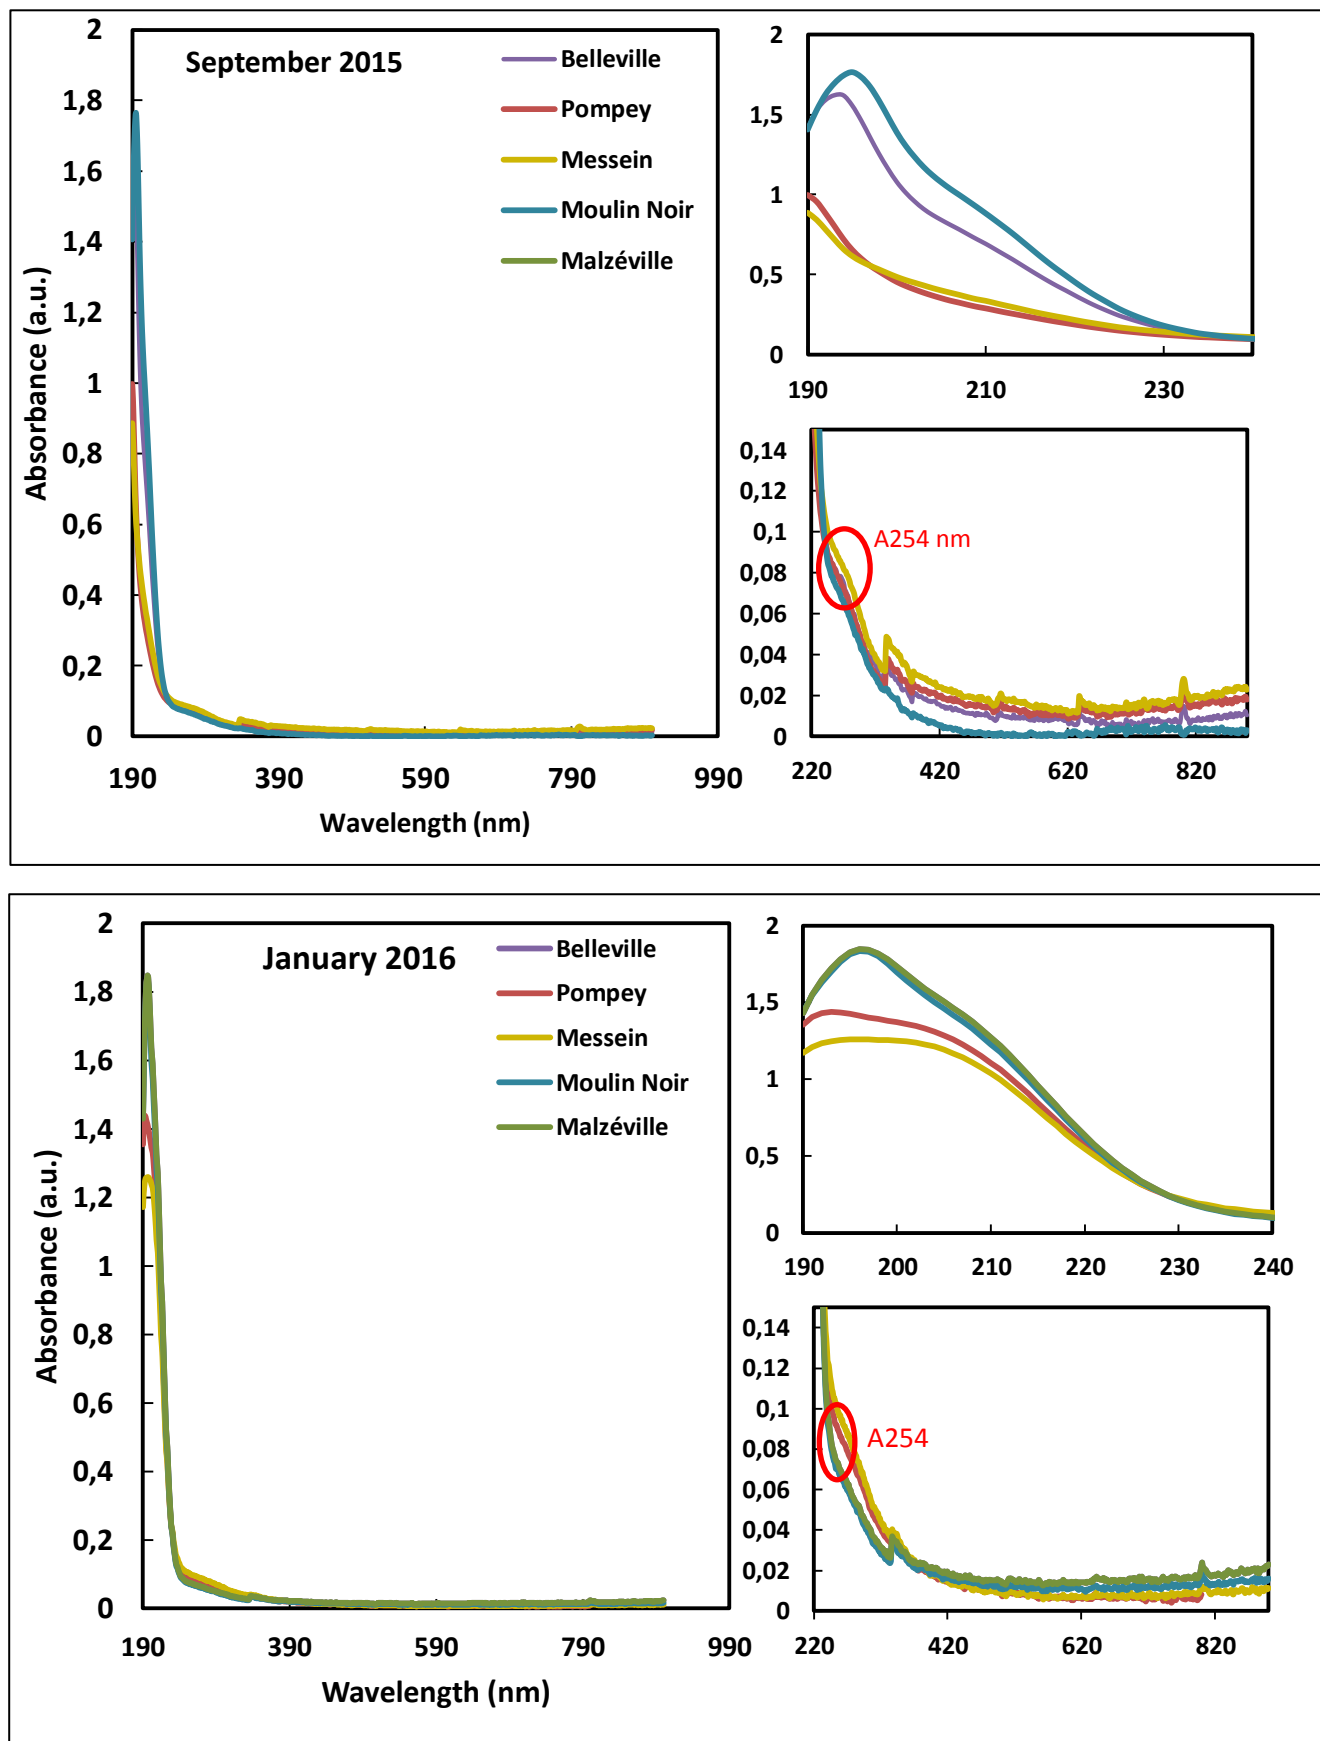 September 2015
Belleville
Pompey
Messein
Moulin Noir
Malzéville
2
1,8
1,6
1,4
1,2
1
0,8
0,6
0,4
0,2
0
190 390 590 790 990
Absorbance (a.u.)
Wavelength (nm)
2
1,5
1
0,5
0
190 210 230
0,14
0,12
0,1
0,08
0,06
0,04
0,02
0
220 420 620 820
A254 nm
January 2016
Belleville
Pompey
Messein
Moulin Noir
Malzéville
2
1,8
1,6
1,4
1,2
1
0,8
0,6
0,4
0,2
0
190 390 590 790 990
Absorbance (a.u.)
Wavelength (nm)
2
1,5
1
0,5
0
190 200 210 220 230 240
0,14
0,12
0,1
0,08
0,06
0,04
0,02
0
220 420 620 820
A254